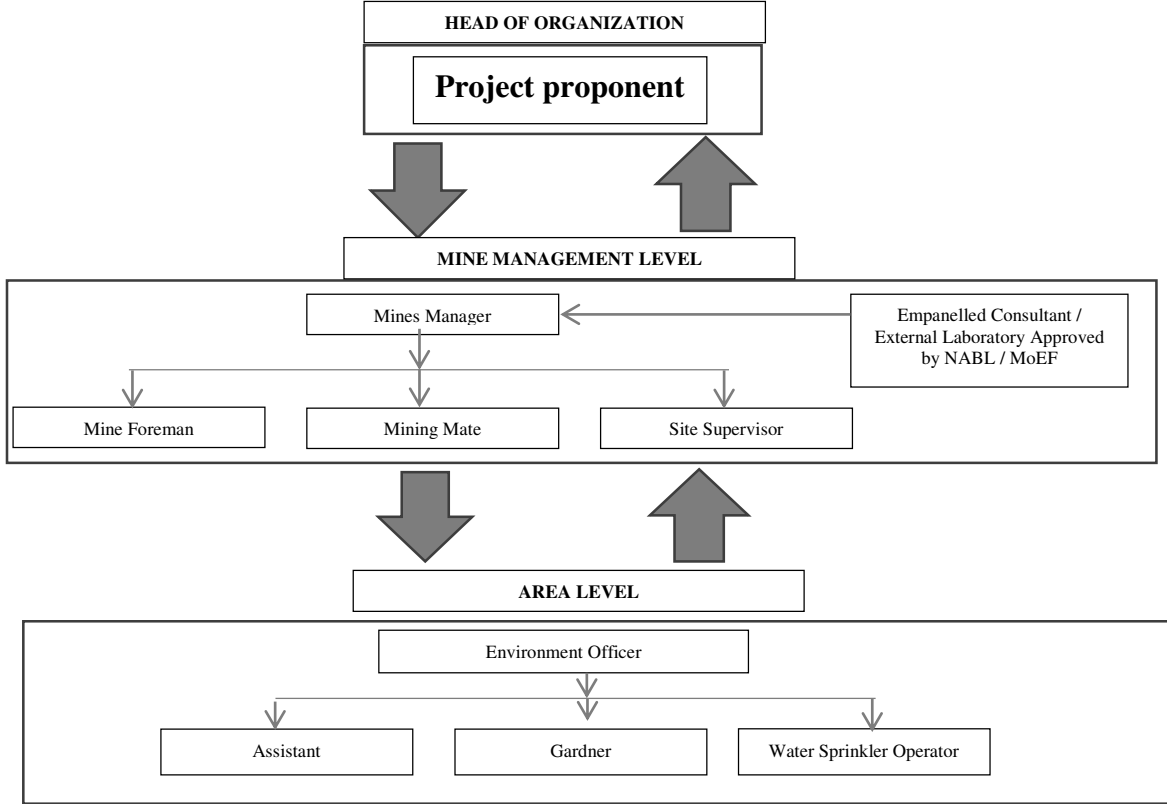 HEAD OF ORGANIZATION
Project proponent
MINE MANAGEMENT LEVEL
Mines Manager
Empanelled Consultant /
External Laboratory Approved
by NABL / MoEF
Mine Foreman
Mining Mate
Site Supervisor
AREA LEVEL
Environment Officer
Assistant
Gardner
Water Sprinkler Operator